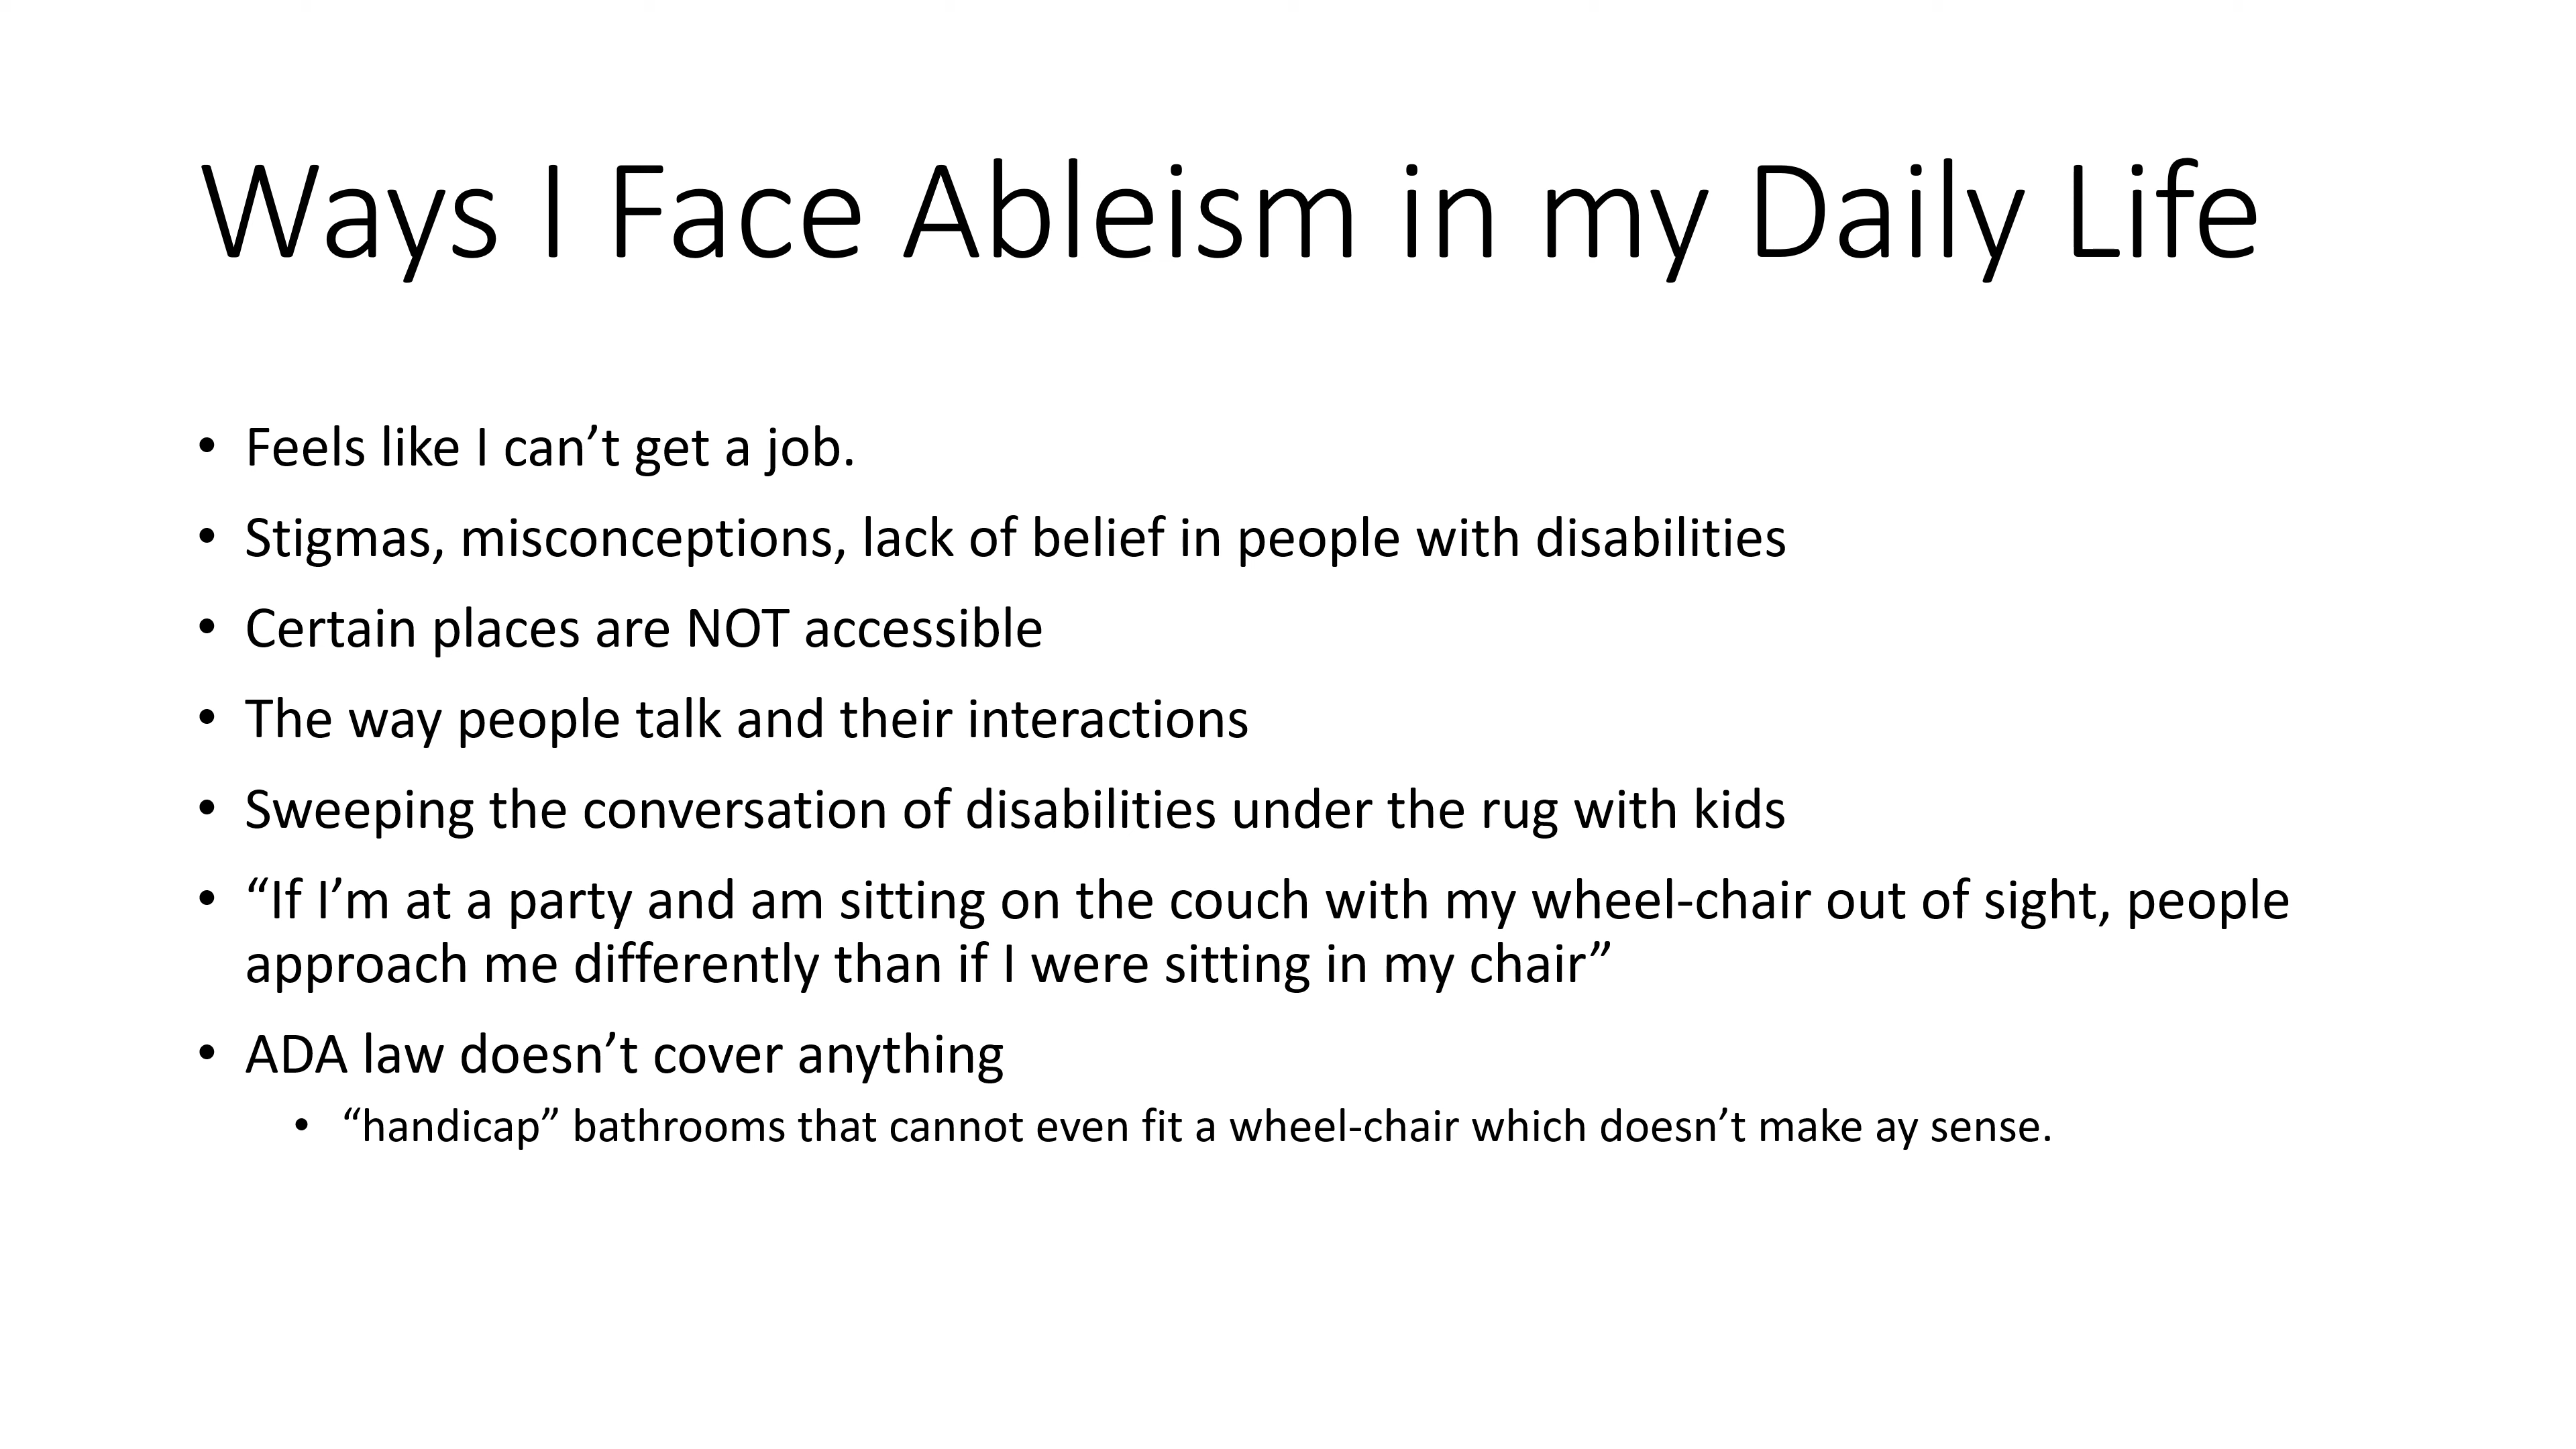 Ways I Face Ableism in my Daily Life
• Feels like I can’t get a job.
• Stigmas, misconceptions, lack of belief in people with disabilities
• Certain places are NOT accessible
• The way people talk and their interactions
• Sweeping the conversation of disabilities under the rug with kids
• “If I’m at a party and am sitting on the couch with my wheel-chair out of sight, people
approach me differently than if I were sitting in my chair”
• ADA law doesn’t cover anything
• “handicap” bathrooms that cannot even fit a wheel-chair which doesn’t make ay sense.